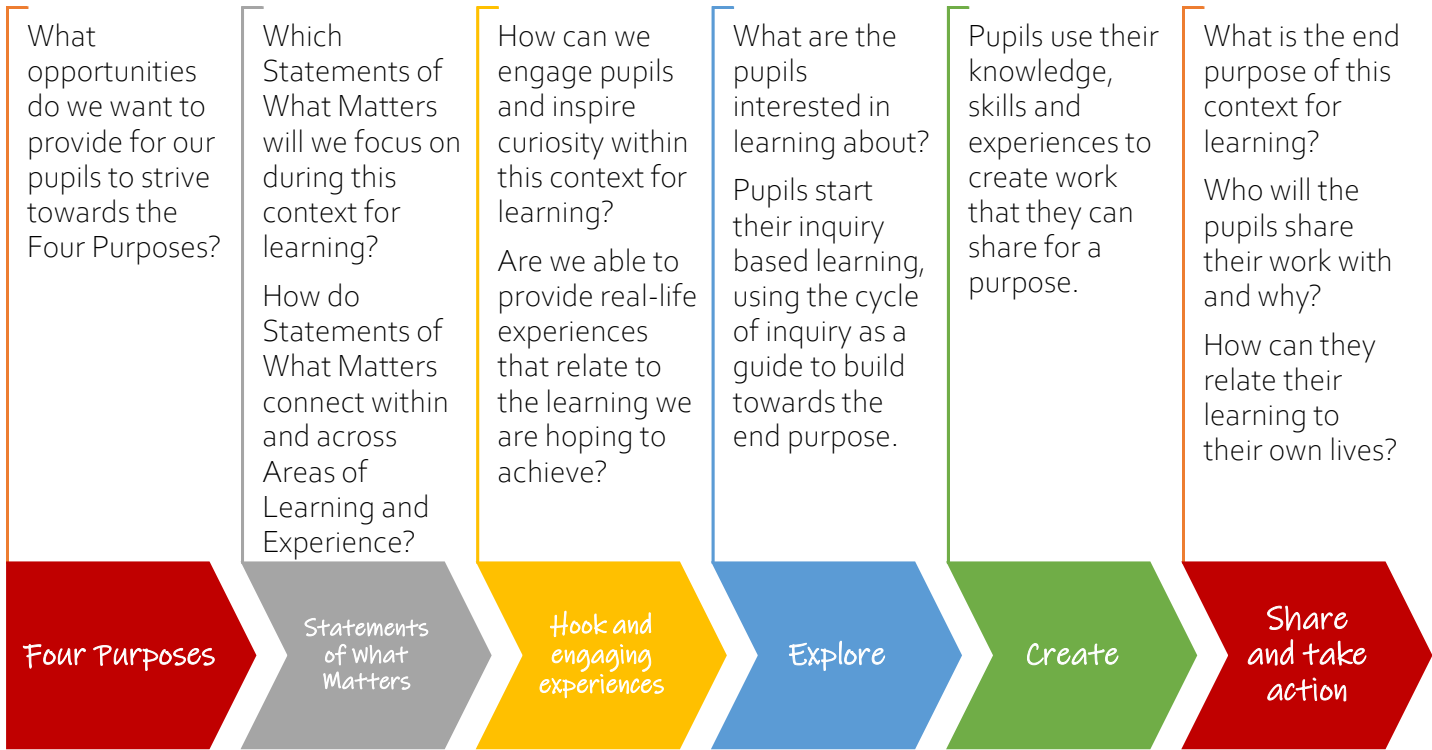 What
opportunities
do we want to
provide for our
pupils to strive
towards the
Four Purposes?
Which
Statements of
What Matters
will we focus on
during this
context for
learning?
How do
Statements of
What Matters
connect within
and across
Areas of
Learning and
Experience?
How can we
engage pupils
and inspire
curiosity within
this context for
learning?
Are we able to
provide real-life
experiences
that relate to
the learning we
are hoping to
achieve?
What are the
pupils
interested in
learning about?
Pupils start
their inquiry
based learning,
using the cycle
of inquiry as a
guide to build
towards the
end purpose.
Pupils use their
knowledge,
skills and
experiences to
create work
that they can
share for a
purpose.
What is the end
purpose of this
context for
learning?
Who will the
pupils share
their work with
and why?
How can they
relate their
learning to
their own lives?
Four Purposes
Statements
of What
Matters
Hook and
engaging
experiences
Explore
Create
Share
and take
action